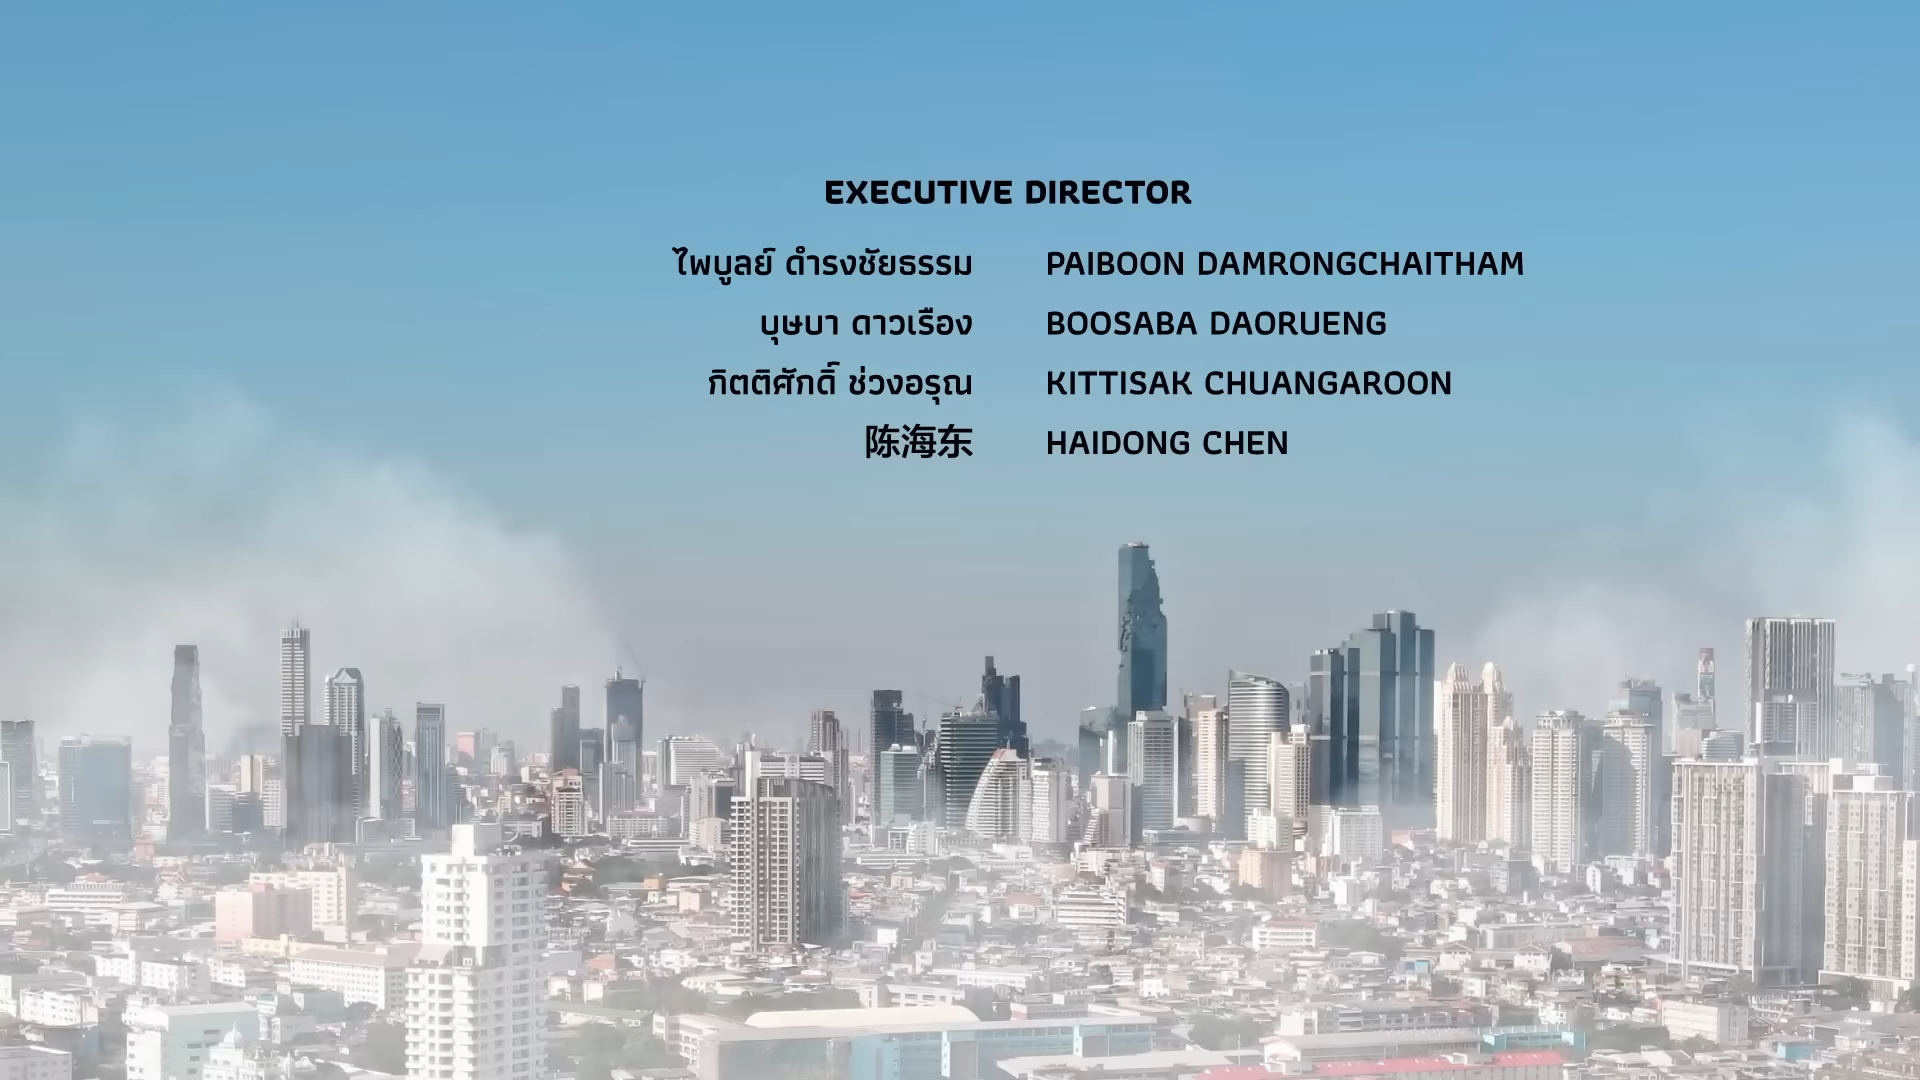 EXECUTIVE DIRECTOR
ไพบูลย์ ดำรงชัยธรรม PAIBOON DAMRONGCHAITHAM
บุษบา ดาวเรือง BOOSABA DAORUENG
กิตติศักดิ์ ช่วงอรุณ KITTISAK CHUANGAROON
陈海东 HAIDONG CHEN